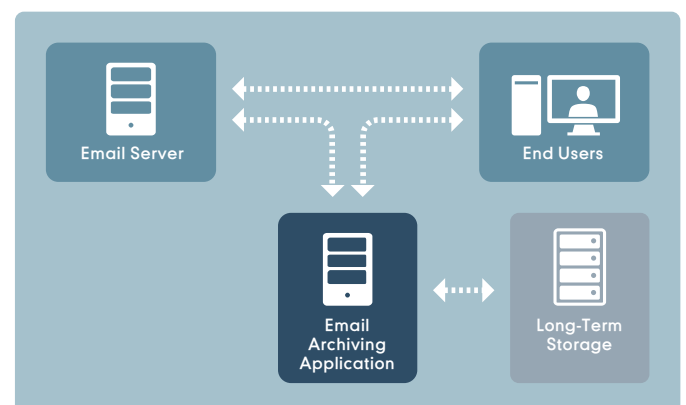 Email Server
End Users
Email
Archiving
Application
Long-Term
Storage